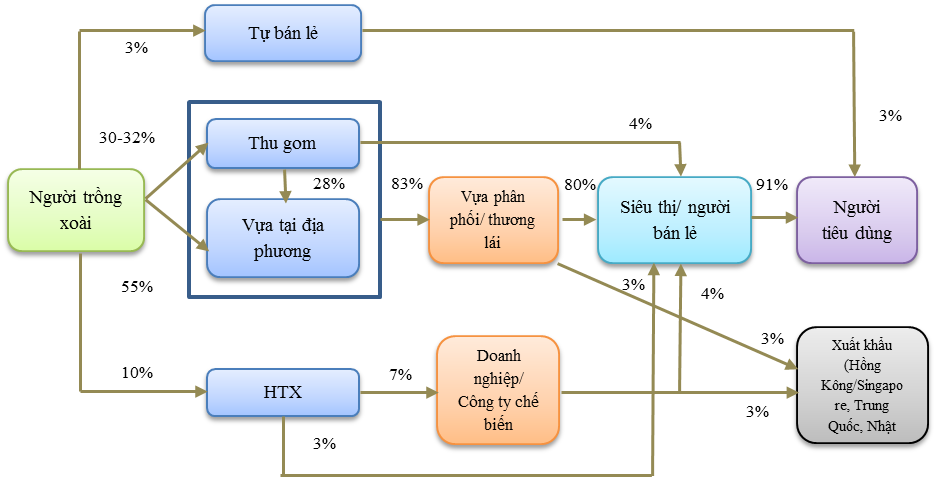 Tự bán lẻ
3%
3%
30-32%
Thu gom
4%
28%
83%
80%
91%
Người trồng
xoài
Vựa tại địa
phương
Vựa phân
phối/ thương
lái
Siêu thị/ người
bán lẻ
Người
tiêu dùng
55%
3%
4%
3%
10%
HTX
7%
Doanh
nghiệp/
Công ty chế
biến
3%
Xuất khẩu
(Hồng
Kông/Singapo
re, Trung
Quốc, Nhật
3%